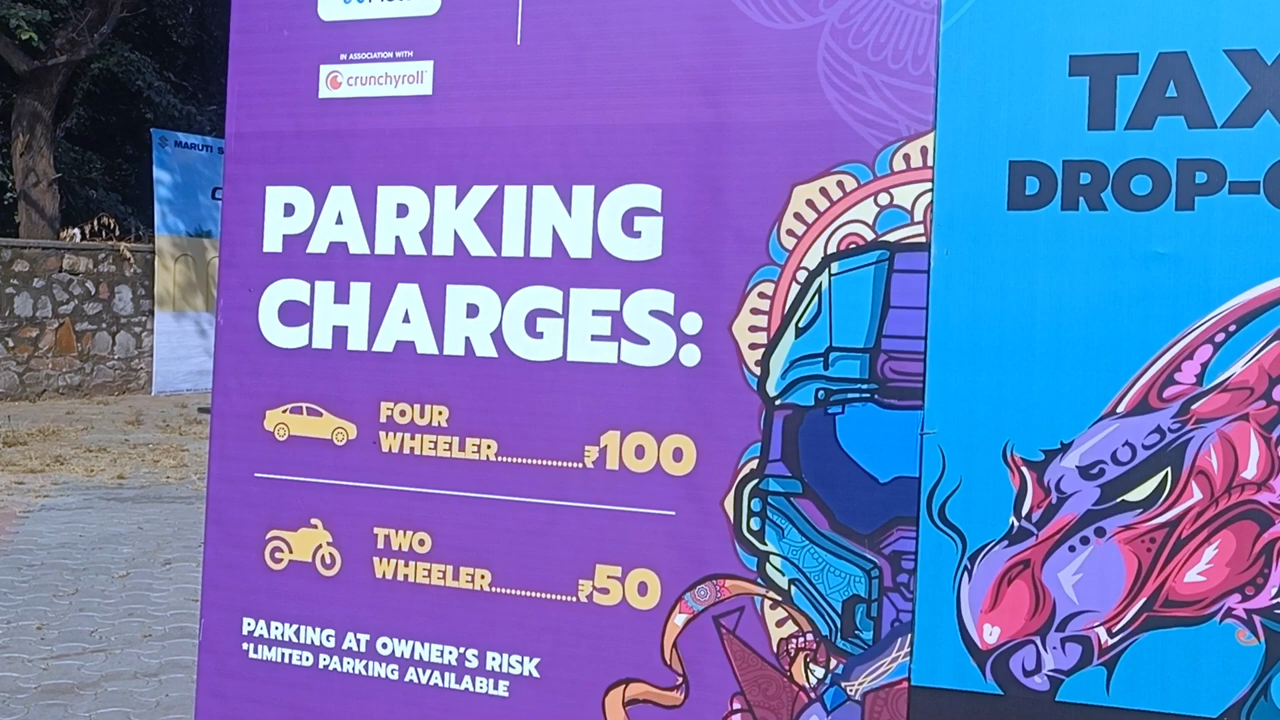 IN ASSOCIATION WITH
crunchyroll
MARUTI
PARKING
CHARGES:
FOUR
WHEELER..................₹100
TWO
WHEELER..................₹50
PARKING AT OWNER'S RISK
*LIMITED PARKING AVAILABLE
TAX
DROP-